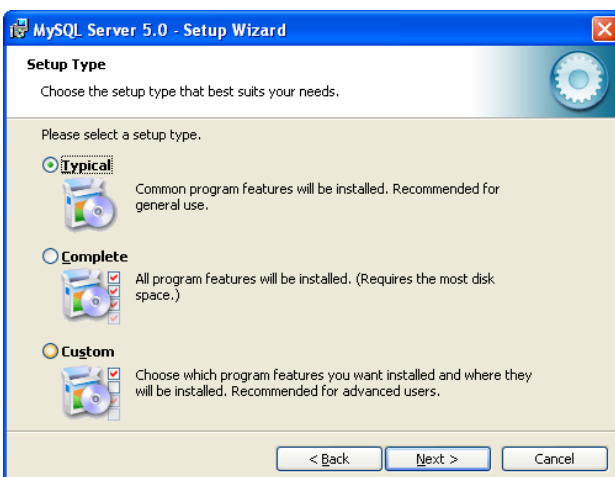 MySQL Server 5.0 - Setup Wizard
Setup Type
Choose the setup type that best suits your needs.
Please select a setup type.
Typical
Common program features will be installed. Recommended for
general use.
Complete
All program features will be installed. (Requires the most disk
space.)
Custom
Choose which program features you want installed and where they
will be installed. Recommended for advanced users.
< Back
Next >
Cancel